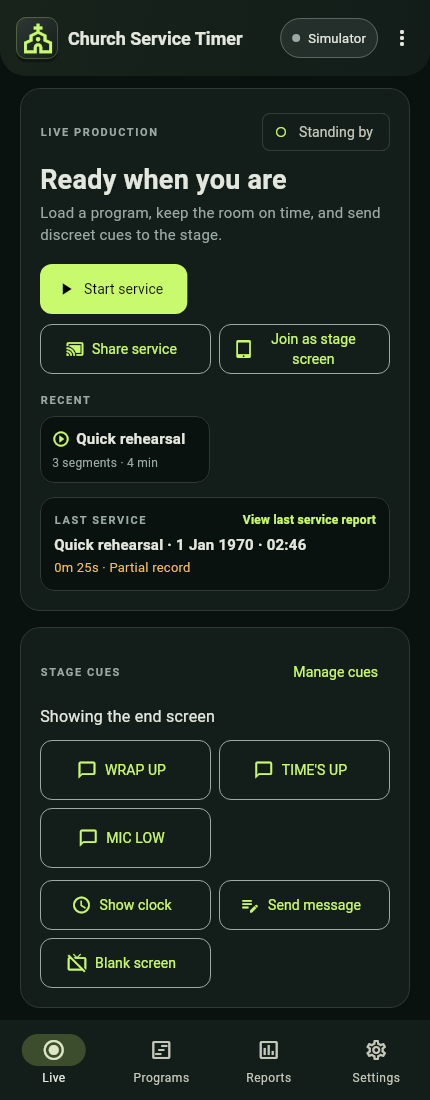 Church Service Timer
Simulator
LIVE PRODUCTION
Standing by
Ready when you are
Load a program, keep the room on time, and send
discreet cues to the stage.
Start service
Share service
Join as stage
screen
RECENT
Quick rehearsal
3 segments · 4 min
LAST SERVICE
View last service report
Quick rehearsal · 1 Jan 1970 · 02:46
0m 25s · Partial record
STAGE CUES
Manage cues
Showing the end screen
WRAP UP
TIME'S UP
MIC LOW
Show clock
Send message
Blank screen
Live
Programs
Reports
Settings